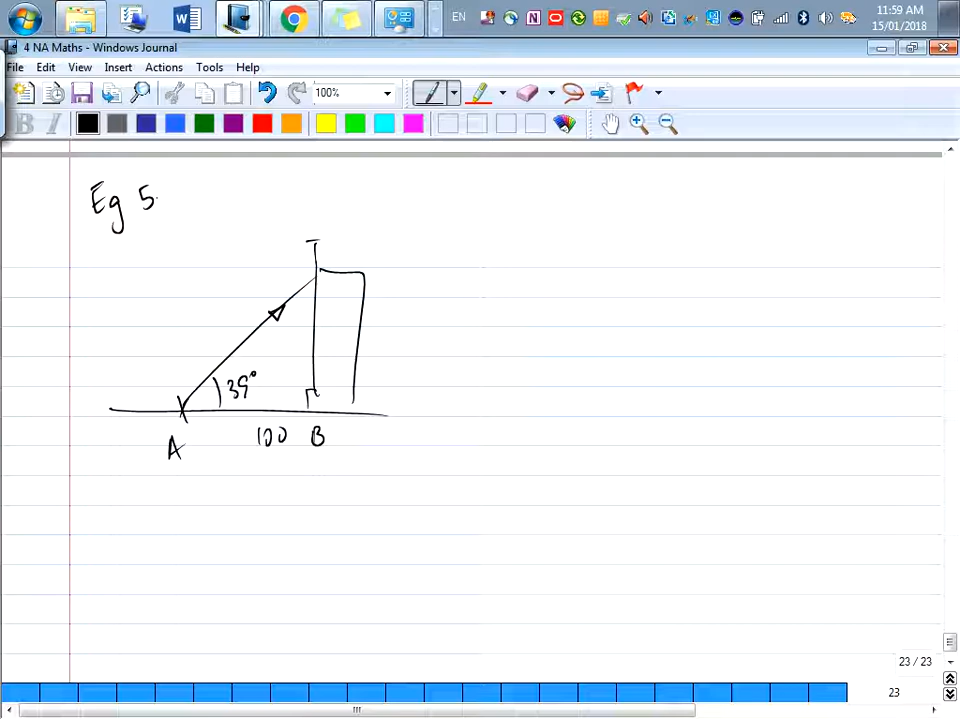 EN
11:59 AM
15/01/2018
4 NA Maths - Windows Journal
File Edit View Insert Actions Tools Help
100%
B I
Eg 5.
39°
A 100 B
23 / 23
23